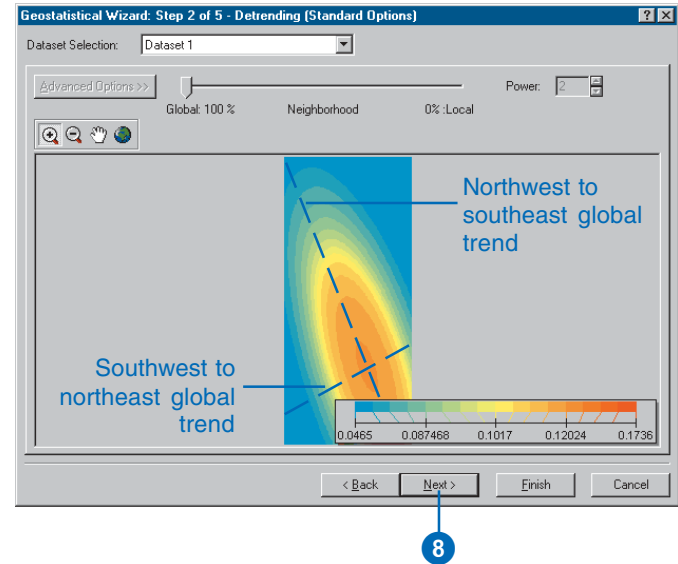 Geostatistical Wizard: Step 2 of 5 - Detrending (Standard Options)
Dataset Selection: Dataset 1
Advanced Options >> Power: 2
Global: 100 % Neighborhood 0% :Local
Northwest to
southeast global
trend
Southwest to
northeast global
trend
0.0465 0.087468 0.1017 0.12024 0.1736
< Back Next > Finish Cancel
8